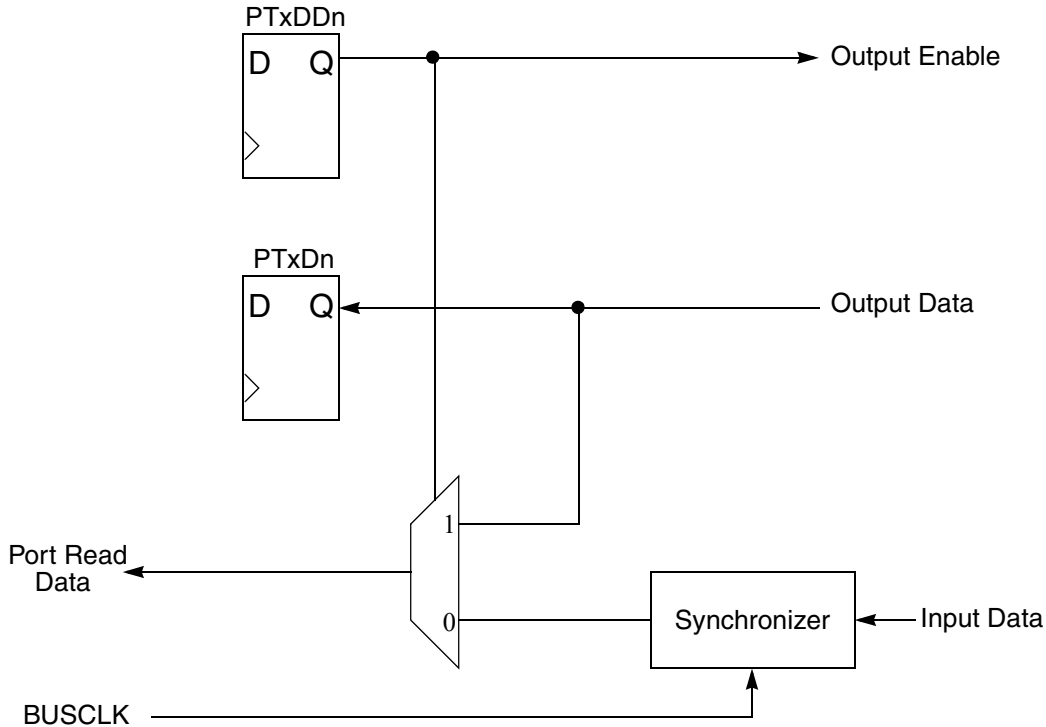 PTxDDn
D Q
Output Enable
PTxDn
D Q
Output Data
1
Port Read
Data
0
Synchronizer
Input Data
BUSCLK